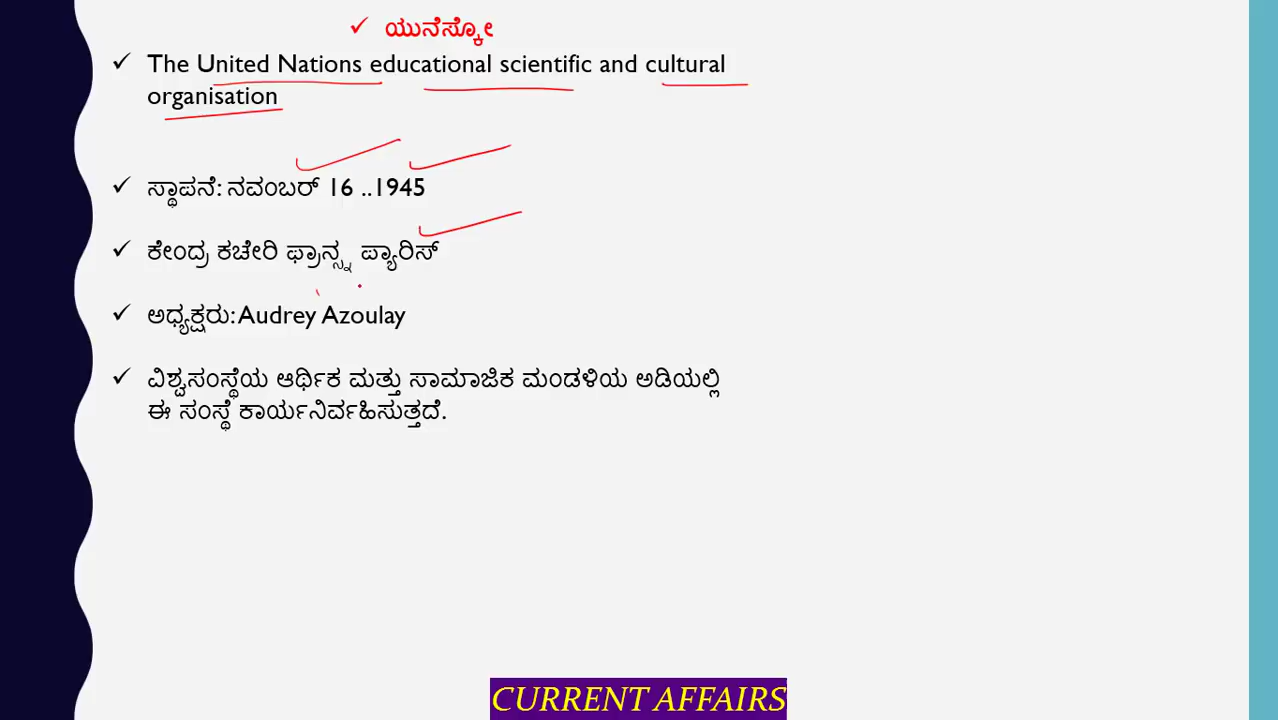 ✓ ಯುನೆಸ್ಕೋ
✓ The United Nations educational scientific and cultural
organisation
✓ ಸ್ಥಾಪನೆ: ನವಂಬರ್ 16 ..1945
✓ ಕೇಂದ್ರ ಕಚೇರಿ ಫ್ರಾನ್ಸ್ನ ಪ್ಯಾರಿಸ್
✓ ಅಧ್ಯಕ್ಷರು: Audrey Azoulay
✓ ವಿಶ್ವಸಂಸ್ಥೆಯ ಆರ್ಥಿಕ ಮತ್ತು ಸಾಮಾಜಿಕ ಮಂಡಳಿಯ ಅಡಿಯಲ್ಲಿ
ಈ ಸಂಸ್ಥೆ ಕಾರ್ಯನಿರ್ವಹಿಸುತ್ತದೆ.
CURRENT AFFAIRS